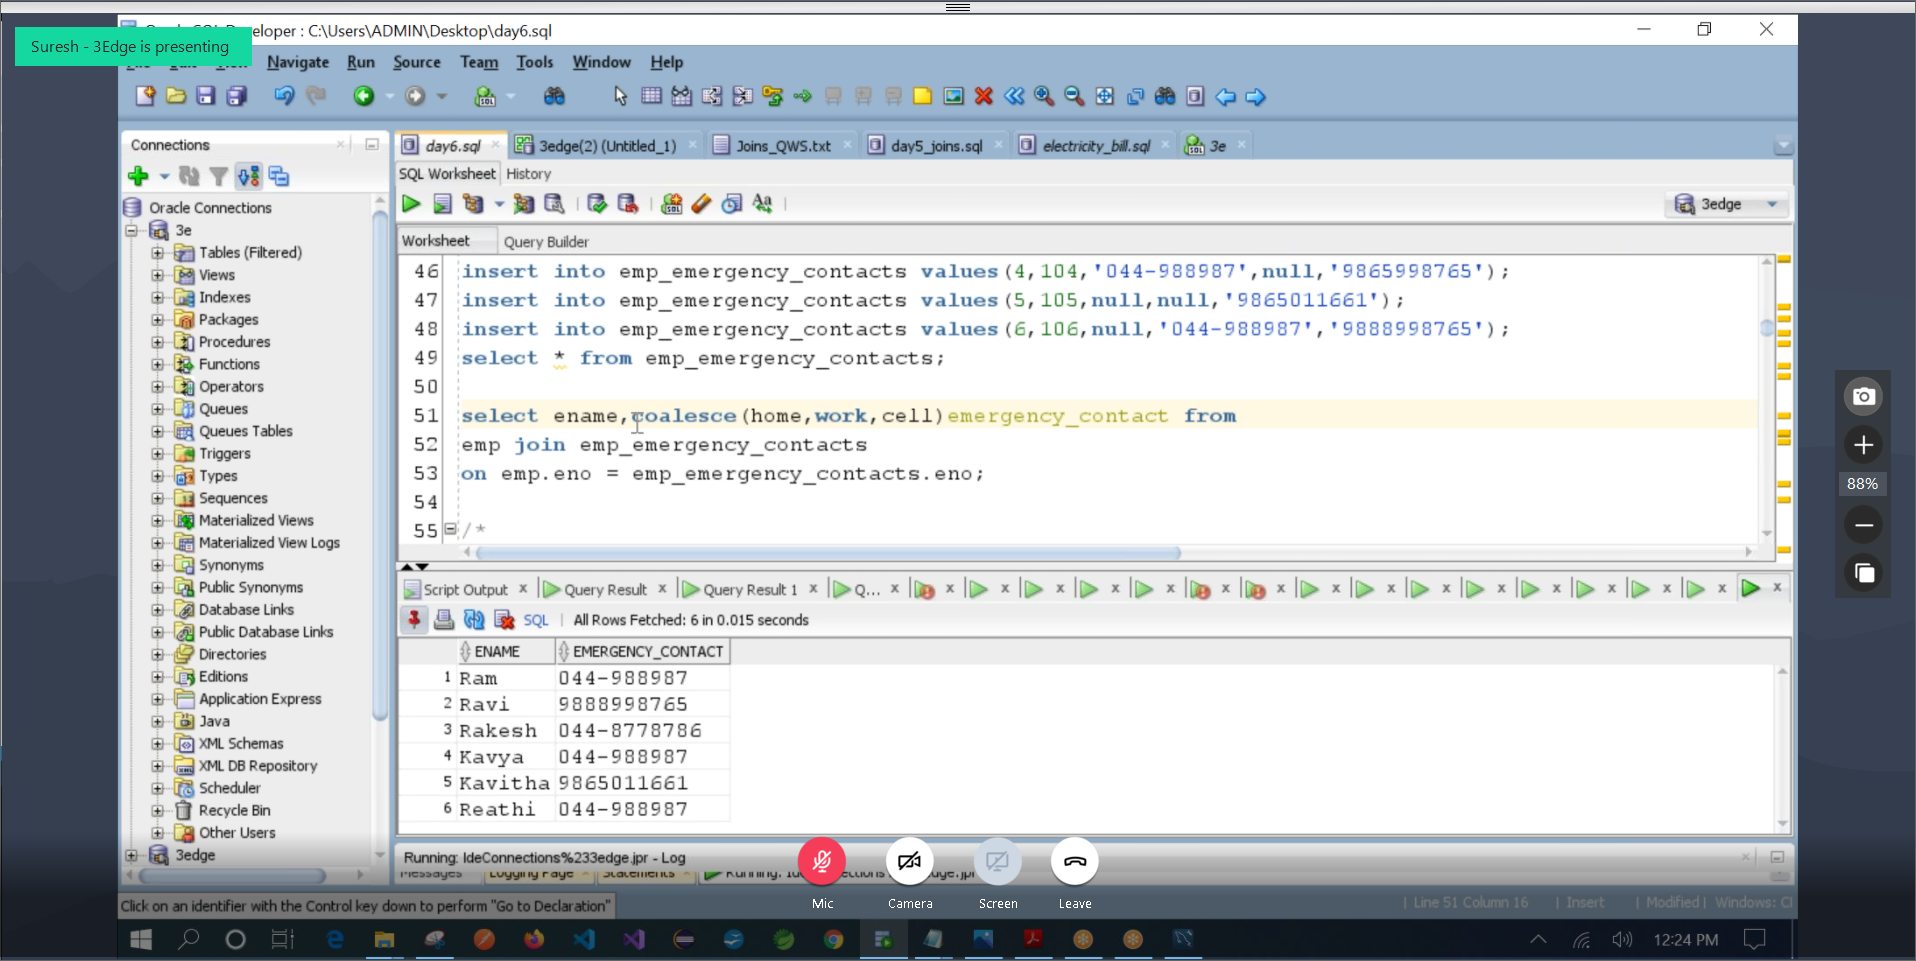 Suresh - 3Edge is presenting
eloper : C:\Users\ADMIN\Desktop\day6.sql
Navigate Run Source Team Tools Window Help
Connections
day6.sql 3edge(2) (Untitled_1) Joins_QWS.txt day5_joins.sql electricity_bill.sql 3e
SQL Worksheet History
3edge
Worksheet Query Builder
Oracle Connections
3e
Tables (Filtered)
Views
Indexes
Packages
Procedures
Functions
Operators
Queues
Queues Tables
Triggers
Types
Sequences
Materialized Views
Materialized View Logs
Synonyms
Public Synonyms
Database Links
Public Database Links
Directories
Editions
Application Express
Java
XML Schemas
XML DB Repository
Scheduler
Recycle Bin
Other Users
3edge
46 insert into emp_emergency_contacts values(4,104,'044-988987',null,'9865998765');
47 insert into emp_emergency_contacts values(5,105,null,null,'9865011661');
48 insert into emp_emergency_contacts values(6,106,null,'044-988987','9888998765');
49 select * from emp_emergency_contacts;
50
51 select ename,coalesce(home,work,cell)emergency_contact from
52 emp join emp_emergency_contacts
53 on emp.eno = emp_emergency_contacts.eno;
54
55 /*
Script Output Query Result Query Result 1 Q...
SQL All Rows Fetched: 6 in 0.015 seconds
ENAME EMERGENCY_CONTACT
1 Ram 044-988987
2 Ravi 9888998765
3 Rakesh 044-8778786
4 Kavya 044-988987
5 Kavitha 9865011661
6 Reathi 044-988987
88%
Running: IdeConnections%233edge.jpr - Log
Messages Logging Page Statements Running:
Mic Camera Screen Leave
Click on an identifier with the Control key down to perform "Go to Declaration"
Line 51 Column 16 Insert Modified Windows:
12:24 PM